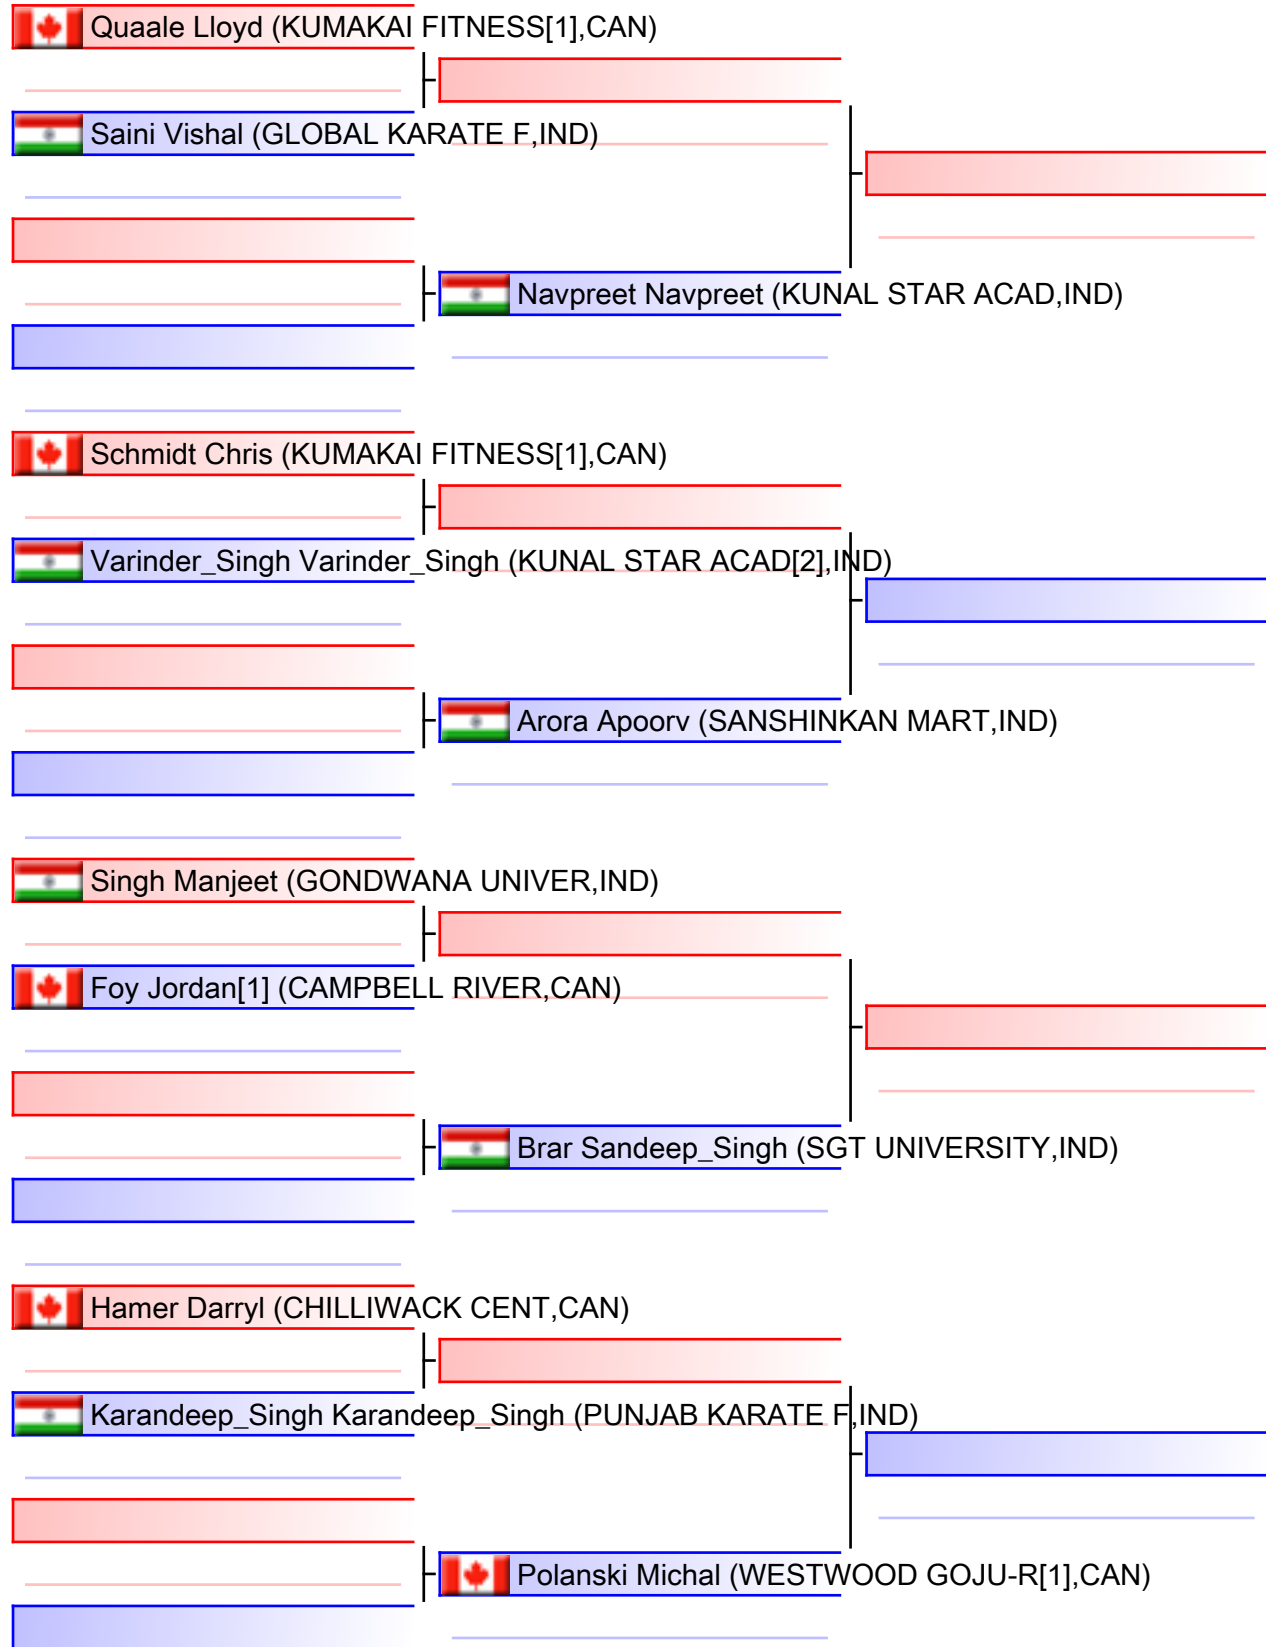 Quaale Lloyd (KUMAKAI FITNESS[1],CAN)
Saini Vishal (GLOBAL KARATE F,IND)
Navpreet Navpreet (KUNAL STAR ACAD,IND)
Schmidt Chris (KUMAKAI FITNESS[1],CAN)
Varinder_Singh Varinder_Singh (KUNAL STAR ACAD[2],IND)
Arora Apoorv (SANSHINKAN MART,IND)
Singh Manjeet (GONDWANA UNIVER,IND)
Foy Jordan[1] (CAMPBELL RIVER,CAN)
Brar Sandeep_Singh (SGT UNIVERSITY,IND)
Hamer Darryl (CHILLIWACK CENT,CAN)
Karandeep_Singh Karandeep_Singh (PUNJAB KARATE F,IND)
Polanski Michal (WESTWOOD GOJU-R[1],CAN)